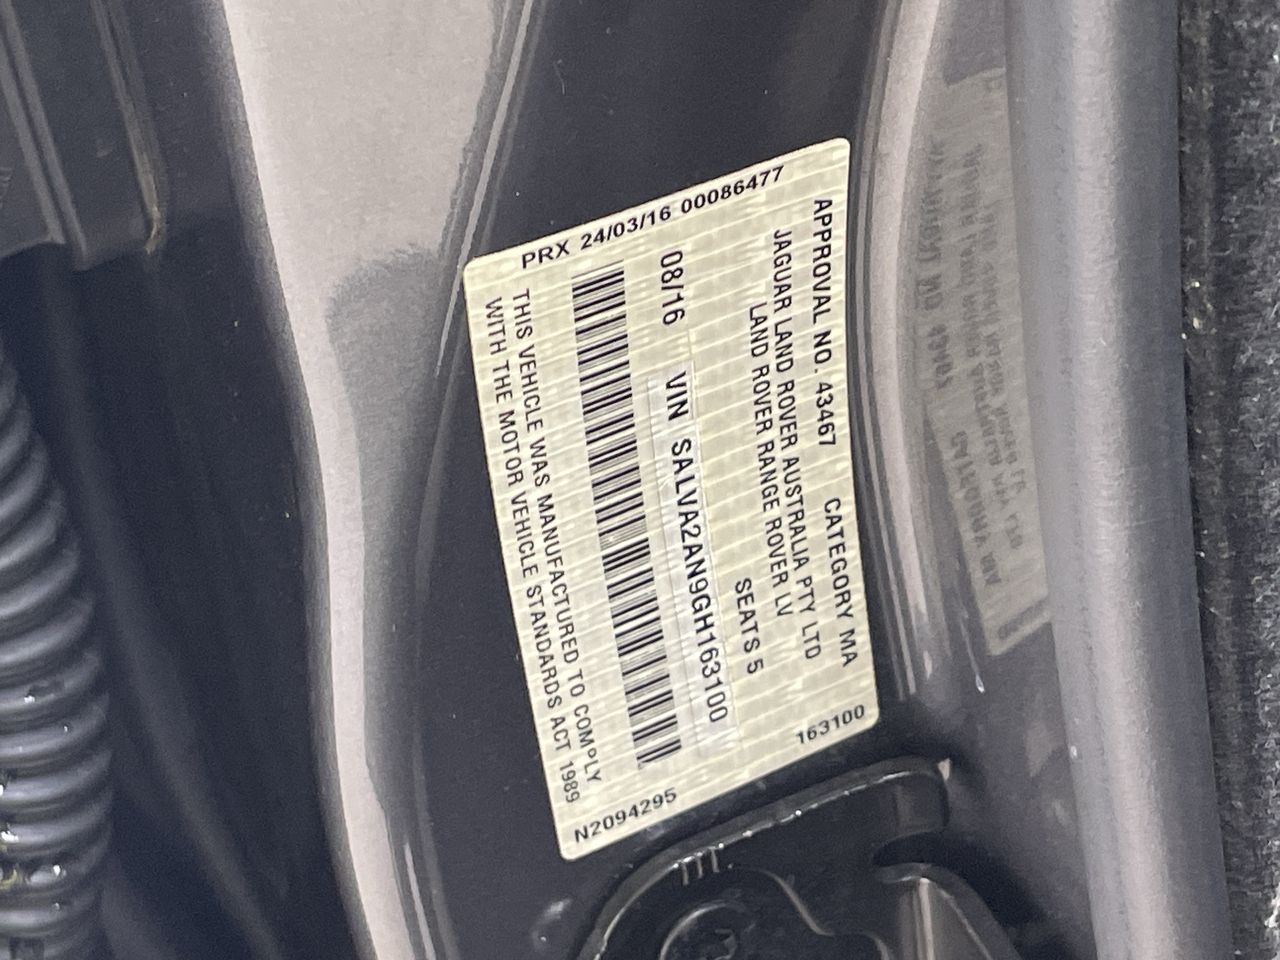 APPROVAL NO. 43467 CATEGORY MA
JAGUAR LAND ROVER AUSTRALIA PTY LTD
LAND ROVER RANGE ROVER LV
SEATS 5
08/16 VIN SALVA2AN9GH163100
THIS VEHICLE WAS MANUFACTURED TO COMPLY
WITH THE MOTOR VEHICLE STANDARDS ACT 1989
PRX 24/03/16 00086477
N2094295
163100